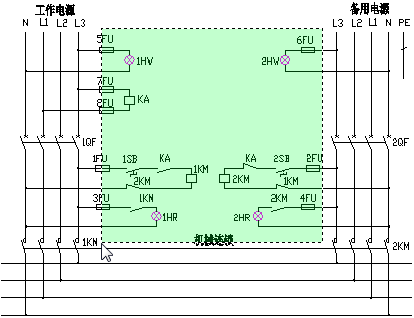 工作电源 备用电源
N L1 L2 L3 L3 L2 L1 N PE
5FU 6FU
1HW 2HW
7FU
KA
8FU
1QF 2QF
1FU 1SB KA KA 2SB 2FU
1KM
2KM 2KM 1KM
3FU 1KN 2KM 4FU
1HR 2HR
机械连锁
1KN 2KM